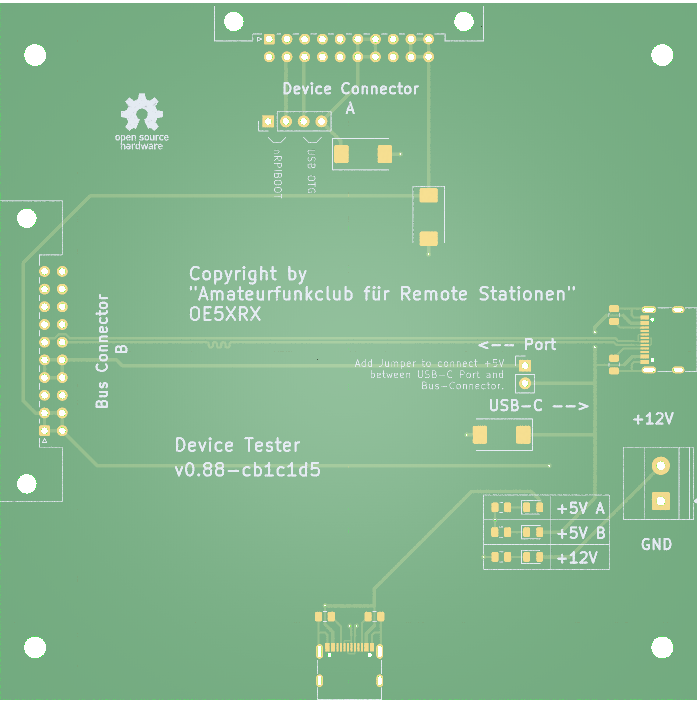 Device Connector
A
open source
hardware
nRPIBOOT
USB OTG
Copyright by
"Amateurfunkclub für Remote Stationen"
OE5XRX
Bus Connector
B
<-- Port
Add Jumper to connect +5V
between USB-C Port and
Bus-Connector.
USB-C -->
+12V
Device Tester
v0.88-cb1c1d5
+5V A
+5V B
+12V
GND